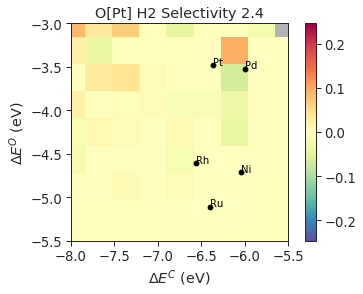 O[Pt] H2 Selectivity 2.4
−3.0
−3.5
−4.0
−4.5
−5.0
−5.5
ΔE^O (eV)
Pt
Pd
Rh
Ni
Ru
−8.0 −7.5 −7.0 −6.5 −6.0 −5.5
ΔE^C (eV)
0.2
0.1
0.0
−0.1
−0.2